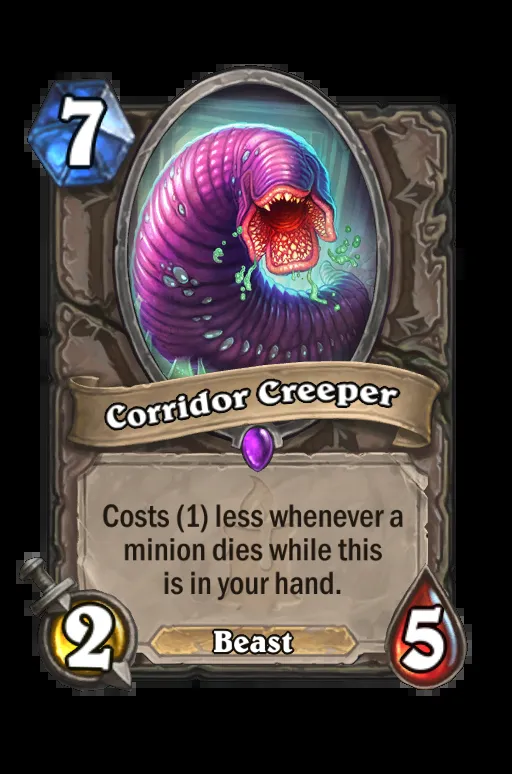 7
Corridor Creeper
Costs (1) less whenever a
minion dies while this
is in your hand.
2
Beast
5